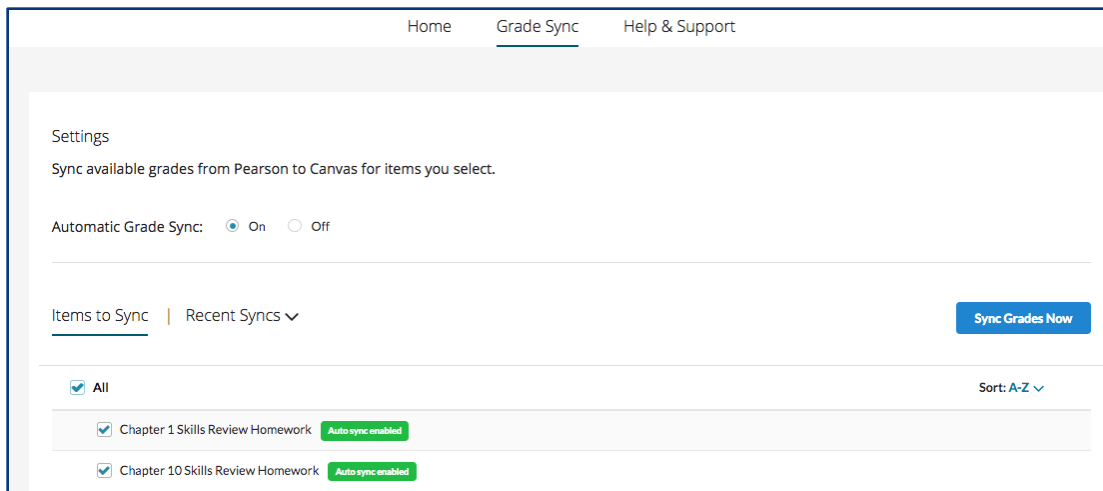 Home Grade Sync Help & Support
Settings
Sync available grades from Pearson to Canvas for items you select.
Automatic Grade Sync: On Off
Items to Sync | Recent Syncs
Sync Grades Now
All Sort: A-Z
Chapter 1 Skills Review Homework Auto sync enabled
Chapter 10 Skills Review Homework Auto sync enabled